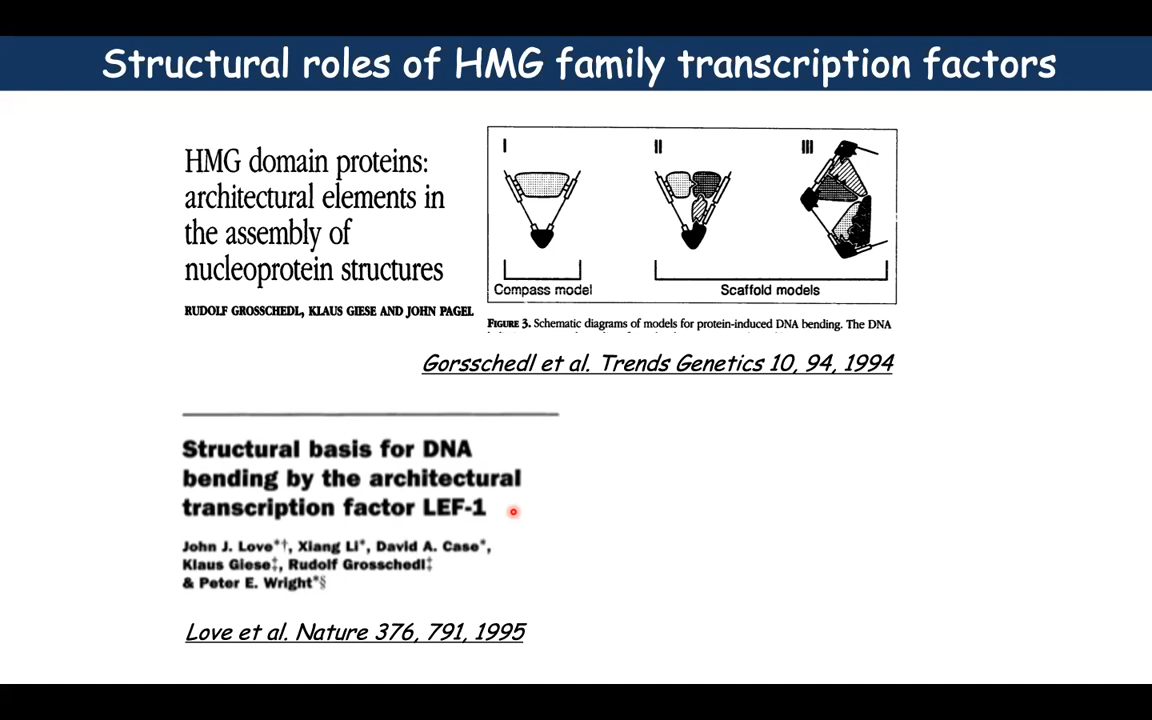 Structural roles of HMG family transcription factors
HMG domain proteins:
architectural elements in
the assembly of
nucleoprotein structures
RUDOLF GROSSCHEDL, KLAUS GIESE AND JOHN PAGEL
I II III
Compass model Scaffold models
FIGURE 3. Schematic diagrams of models for protein-induced DNA bending. The DNA
Gorsschedl et al. Trends Genetics 10, 94, 1994
Structural basis for DNA
bending by the architectural
transcription factor LEF-1
John J. Love*†, Xiang Li*, David A. Case*,
Klaus Giese‡, Rudolf Grosschedl‡
& Peter E. Wright*§
Love et al. Nature 376, 791, 1995